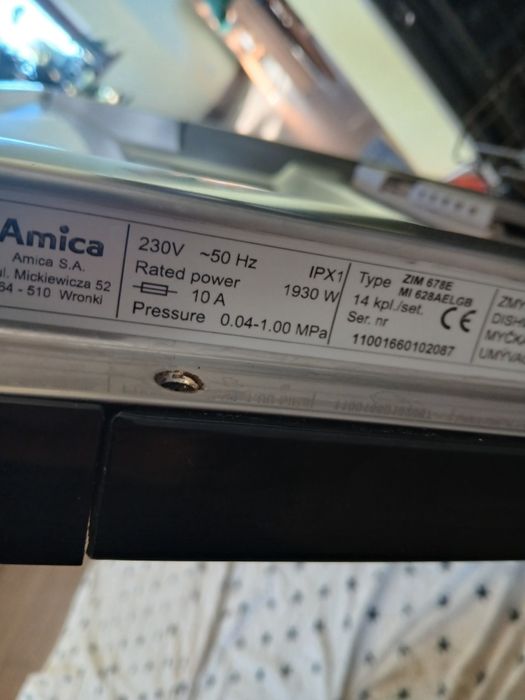 Amica
Amica S.A.
ul. Mickiewicza 52
64 - 510 Wronki
230V ~50 Hz IPX1
Rated power 1930 W
10 A
Pressure 0.04-1.00 MPa
Type ZIM 678E
MI 628AELGB
14 kpl./set. CE
Ser. nr
11001660102087
ZMY
DISH
MYČKA
UMYVA